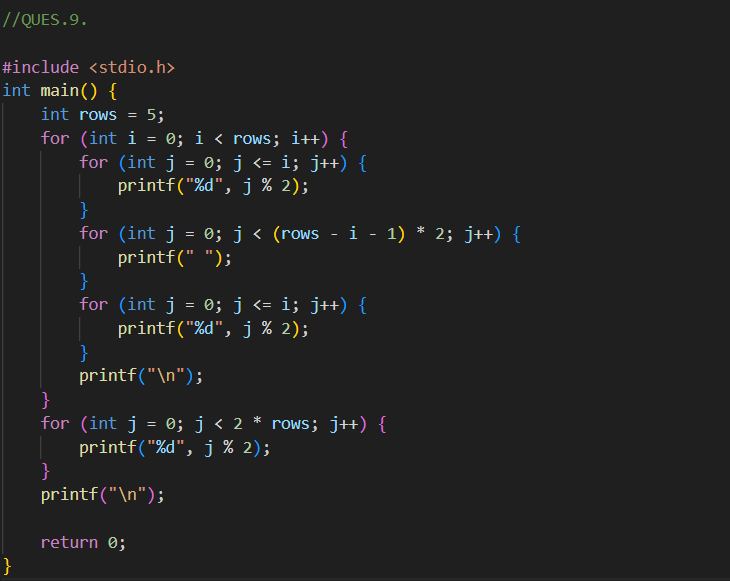 //QUES.9.

#include <stdio.h>
int main() {
    int rows = 5;
    for (int i = 0; i < rows; i++) {
        for (int j = 0; j <= i; j++) {
            printf("%d", j % 2);
        }
        for (int j = 0; j < (rows - i - 1) * 2; j++) {
            printf(" ");
        }
        for (int j = 0; j <= i; j++) {
            printf("%d", j % 2);
        }
        printf("\n");
    }
    for (int j = 0; j < 2 * rows; j++) {
        printf("%d", j % 2);
    }
    printf("\n");

    return 0;
}